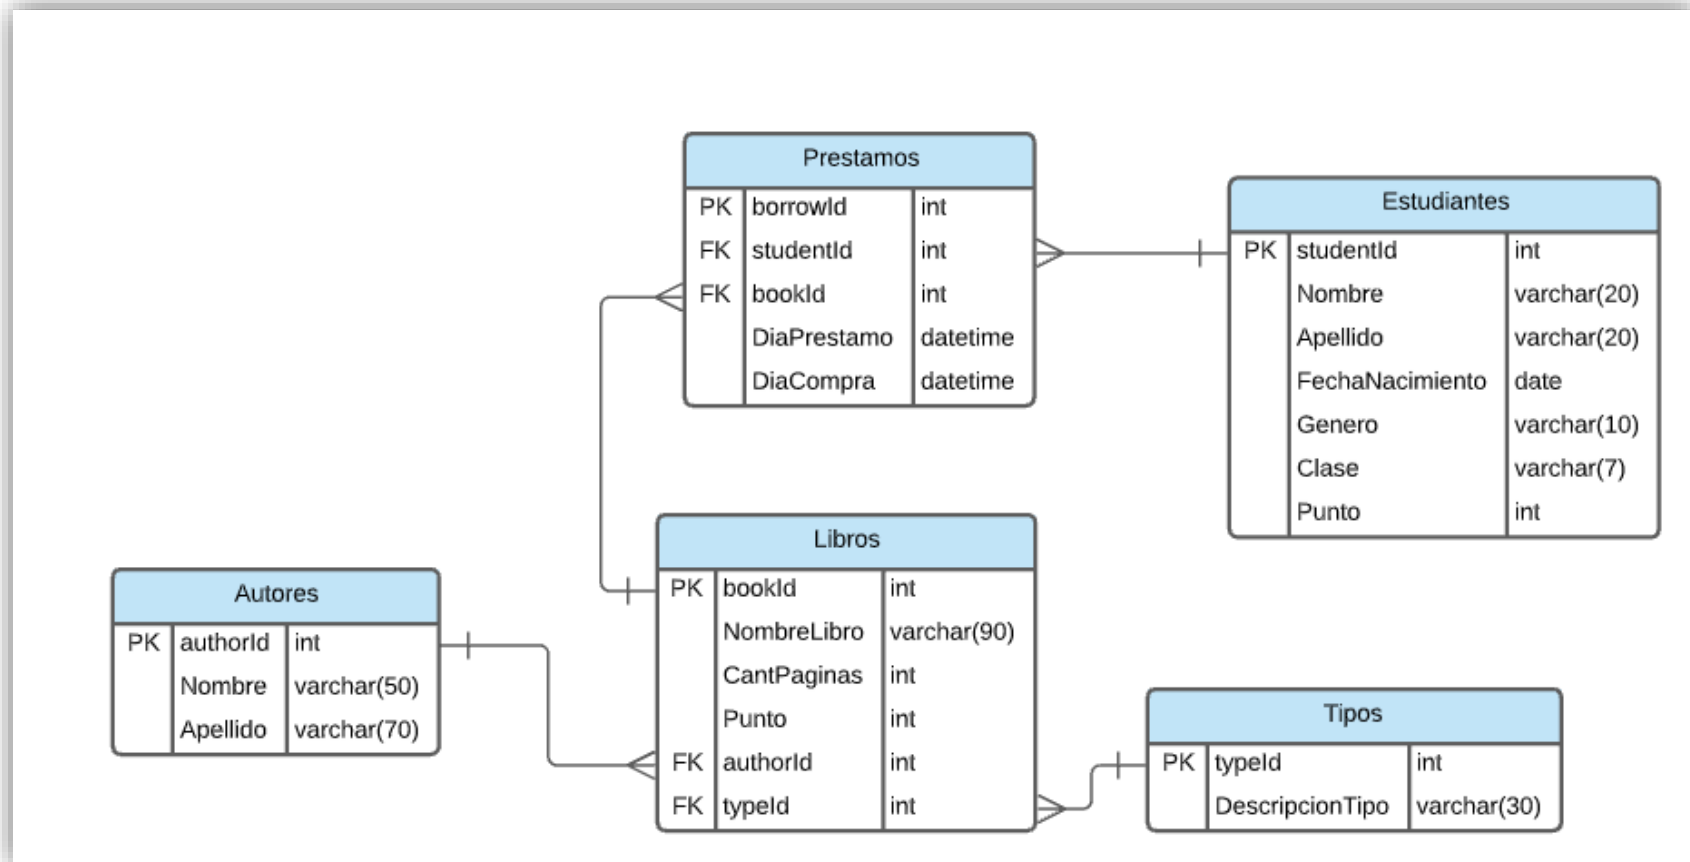 Prestamos
PK borrowId int
FK studentId int
FK bookId int
DiaPrestamo datetime
DiaCompra datetime
Estudiantes
PK studentId int
Nombre varchar(20)
Apellido varchar(20)
FechaNacimiento date
Genero varchar(10)
Clase varchar(7)
Punto int
Libros
PK bookId int
NombreLibro varchar(90)
CantPaginas int
Punto int
FK authorId int
FK typeId int
Autores
PK authorId int
Nombre varchar(50)
Apellido varchar(70)
Tipos
PK typeId int
DescripcionTipo varchar(30)